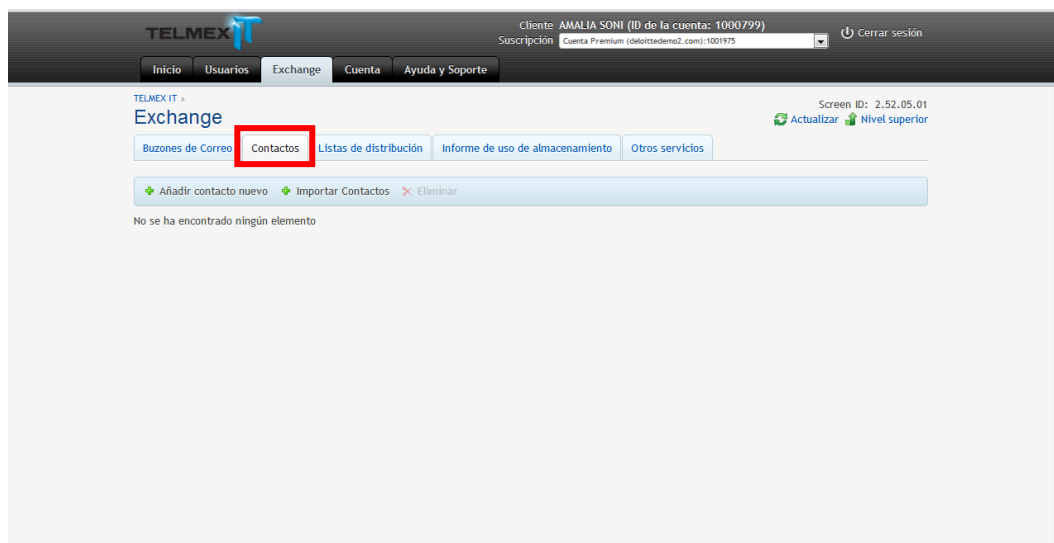 TELMEX IT
Cliente AMALIA SONI (ID de la cuenta: 1000799)
Suscripción Cuenta Premium (deloittedemo2.com):1001975
Cerrar sesión
Inicio Usuarios Exchange Cuenta Ayuda y Soporte
TELMEX IT >
Exchange
Screen ID: 2.52.05.01
Actualizar Nivel superior
Buzones de Correo Contactos Listas de distribución Informe de uso de almacenamiento Otros servicios
Añadir contacto nuevo Importar Contactos Eliminar
No se ha encontrado ningún elemento